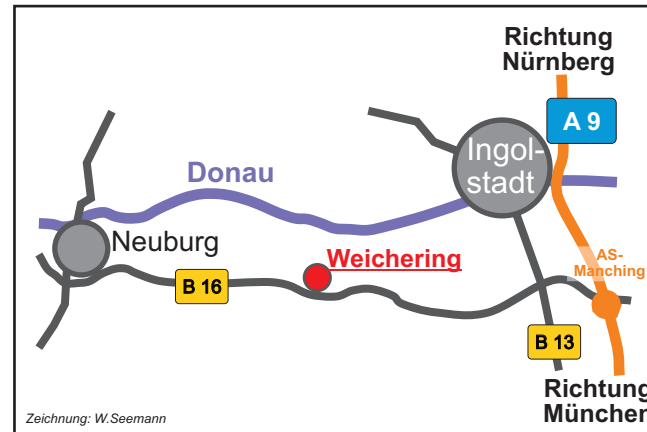 Richtung
Nürnberg
A 9
Ingol-
stadt
Donau
Neuburg
Weichering
AS-
Manching
B 16
B 13
Richtung
München
Zeichnung: W.Seemann